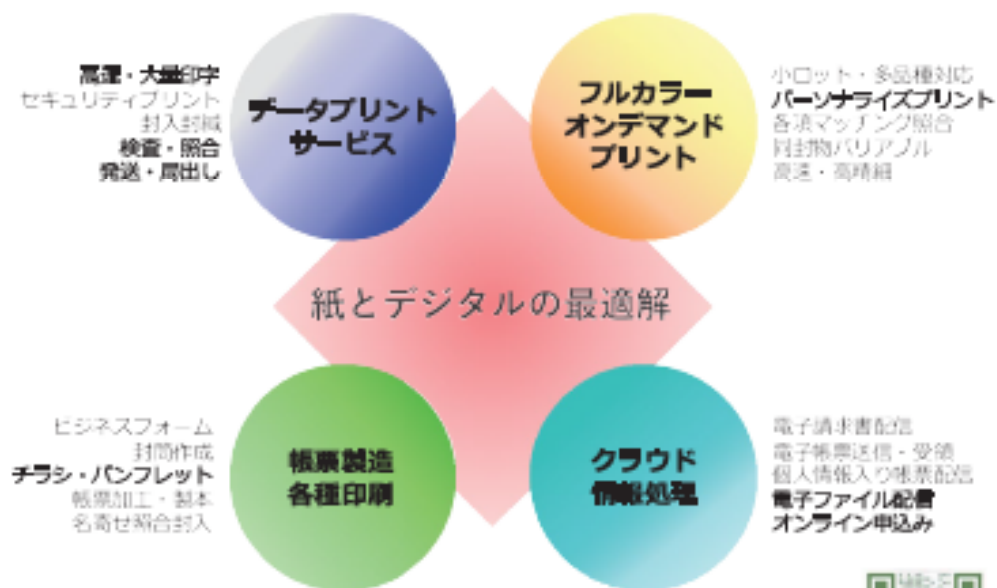 高速・大量印字
セキュリティプリント
封入封緘
検査・照合
発送・局出し
データプリント
サービス
フルカラー
オンデマンド
プリント
小ロット・多品種対応
パーソナライズプリント
各項マッチング照合
同封物バリアブル
高速・高精細
紙とデジタルの最適解
ビジネスフォーム
封筒作成
チラシ・パンフレット
帳票加工・製本
名寄せ照合封入
帳票製造
各種印刷
クラウド
情報処理
電子請求書配信
電子帳票送信・受領
個人情報入り帳票配信
電子ファイル配信
オンライン申込み